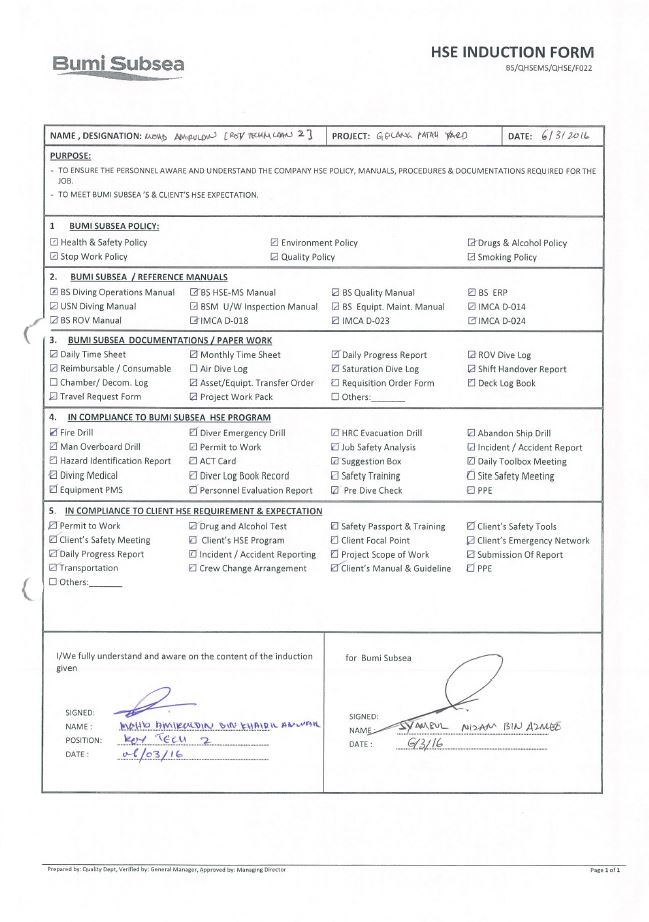 Bumi Subsea
HSE INDUCTION FORM
BS/QHSEMS/QHSE/F022
NAME , DESIGNATION: MOHD AMIRULDIN [ROV TECHNICIAN 2] PROJECT: GELANG PATAH YARD DATE: 6/3/2016
PURPOSE:
- TO ENSURE THE PERSONNEL AWARE AND UNDERSTAND THE COMPANY HSE POLICY, MANUALS, PROCEDURES & DOCUMENTATIONS REQUIRED FOR THE
JOB.
- TO MEET BUMI SUBSEA 'S & CLIENT'S HSE EXPECTATION.
1 BUMI SUBSEA POLICY:
☑ Health & Safety Policy ☑ Environment Policy ☑ Drugs & Alcohol Policy
☑ Stop Work Policy ☑ Quality Policy ☑ Smoking Policy
2. BUMI SUBSEA / REFERENCE MANUALS
☑ BS Diving Operations Manual ☑ BS HSE-MS Manual ☑ BS Quality Manual ☑ BS ERP
☑ USN Diving Manual ☑ BSM U/W Inspection Manual ☑ BS Equipt. Maint. Manual ☑ IMCA D-014
☑ BS ROV Manual ☑ IMCA D-018 ☑ IMCA D-023 ☑ IMCA D-024
3. BUMI SUBSEA DOCUMENTATIONS / PAPER WORK
☑ Daily Time Sheet ☑ Monthly Time Sheet ☑ Daily Progress Report ☑ ROV Dive Log
☑ Reimbursable / Consumable ☐ Air Dive Log ☑ Saturation Dive Log ☑ Shift Handover Report
☐ Chamber/ Decom. Log ☑ Asset/Equipt. Transfer Order ☐ Requisition Order Form ☑ Deck Log Book
☑ Travel Request Form ☑ Project Work Pack ☐ Others:______
4. IN COMPLIANCE TO BUMI SUBSEA HSE PROGRAM
☑ Fire Drill ☑ Diver Emergency Drill ☑ HRC Evacuation Drill ☑ Abandon Ship Drill
☑ Man Overboard Drill ☑ Permit to Work ☑ Job Safety Analysis ☑ Incident / Accident Report
☑ Hazard Identification Report ☑ ACT Card ☑ Suggestion Box ☑ Daily Toolbox Meeting
☑ Diving Medical ☑ Diver Log Book Record ☑ Safety Training ☑ Site Safety Meeting
☑ Equipment PMS ☑ Personnel Evaluation Report ☑ Pre Dive Check ☑ PPE
5. IN COMPLIANCE TO CLIENT HSE REQUIREMENT & EXPECTATION
☑ Permit to Work ☑ Drug and Alcohol Test ☑ Safety Passport & Training ☑ Client's Safety Tools
☑ Client's Safety Meeting ☑ Client's HSE Program ☑ Client Focal Point ☑ Client's Emergency Network
☑ Daily Progress Report ☑ Incident / Accident Reporting ☑ Project Scope of Work ☑ Submission Of Report
☑ Transportation ☑ Crew Change Arrangement ☑ Client's Manual & Guideline ☑ PPE
☐ Others:______
I/We fully understand and aware on the content of the induction
given
SIGNED:
NAME : MOHD AMIRULDIN BIN KHAIRIL ANUAR
POSITION: ROV TECH 2
DATE : 06/03/16
for Bumi Subsea
SIGNED:
NAME: SYAMBUL NIZAM BIN AZMEE
DATE : 6/3/16
Prepared by: Quality Dept, Verified by: General Manager, Approved by: Managing Director
Page 1 of 1